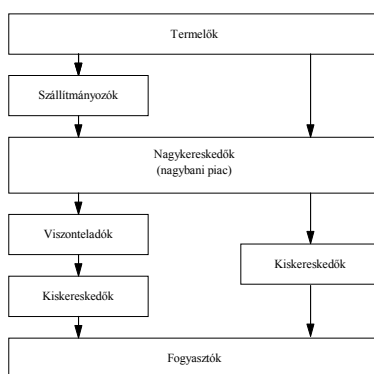 Termelők
Szállítmányozók
Nagykereskedők
(nagybani piac)
Viszonteladók
Kiskereskedők
Kiskereskedők
Fogyasztók